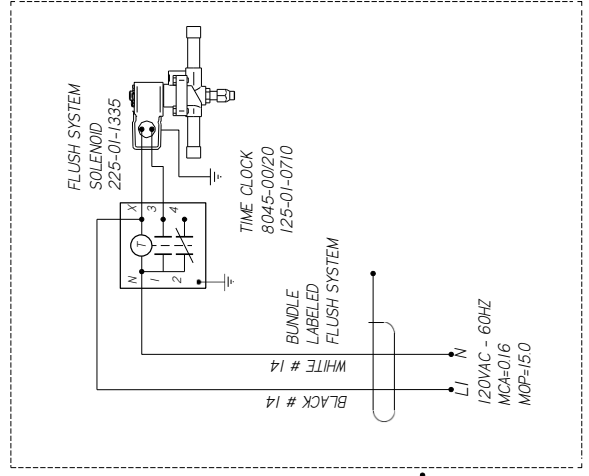 FLUSH SYSTEM
SOLENOID
225-01-1335
TIME CLOCK
8045-00/20
125-01-0710
X
3
4
T
N
1
2
BUNDLE
LABELED
FLUSH SYSTEM
WHITE # 14
BLACK # 14
L1
N
120VAC - 60HZ
MCA=0.16
MOP=15.0